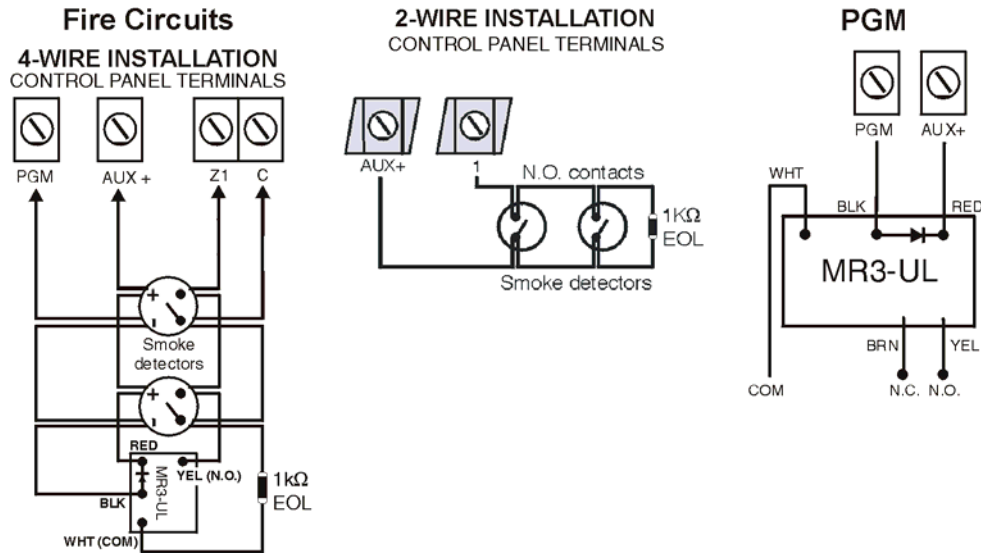 Fire Circuits
4-WIRE INSTALLATION
CONTROL PANEL TERMINALS
PGM
AUX +
Z1
C
+
-
Smoke
detectors
+
-
RED
YEL (N.O.)
MR3-UL
BLK
WHT (COM)
1kΩ
EOL
2-WIRE INSTALLATION
CONTROL PANEL TERMINALS
AUX+
1
N.O. contacts
1KΩ
EOL
Smoke detectors
PGM
PGM
AUX+
WHT
BLK
RED
MR3-UL
BRN
YEL
COM
N.C.
N.O.